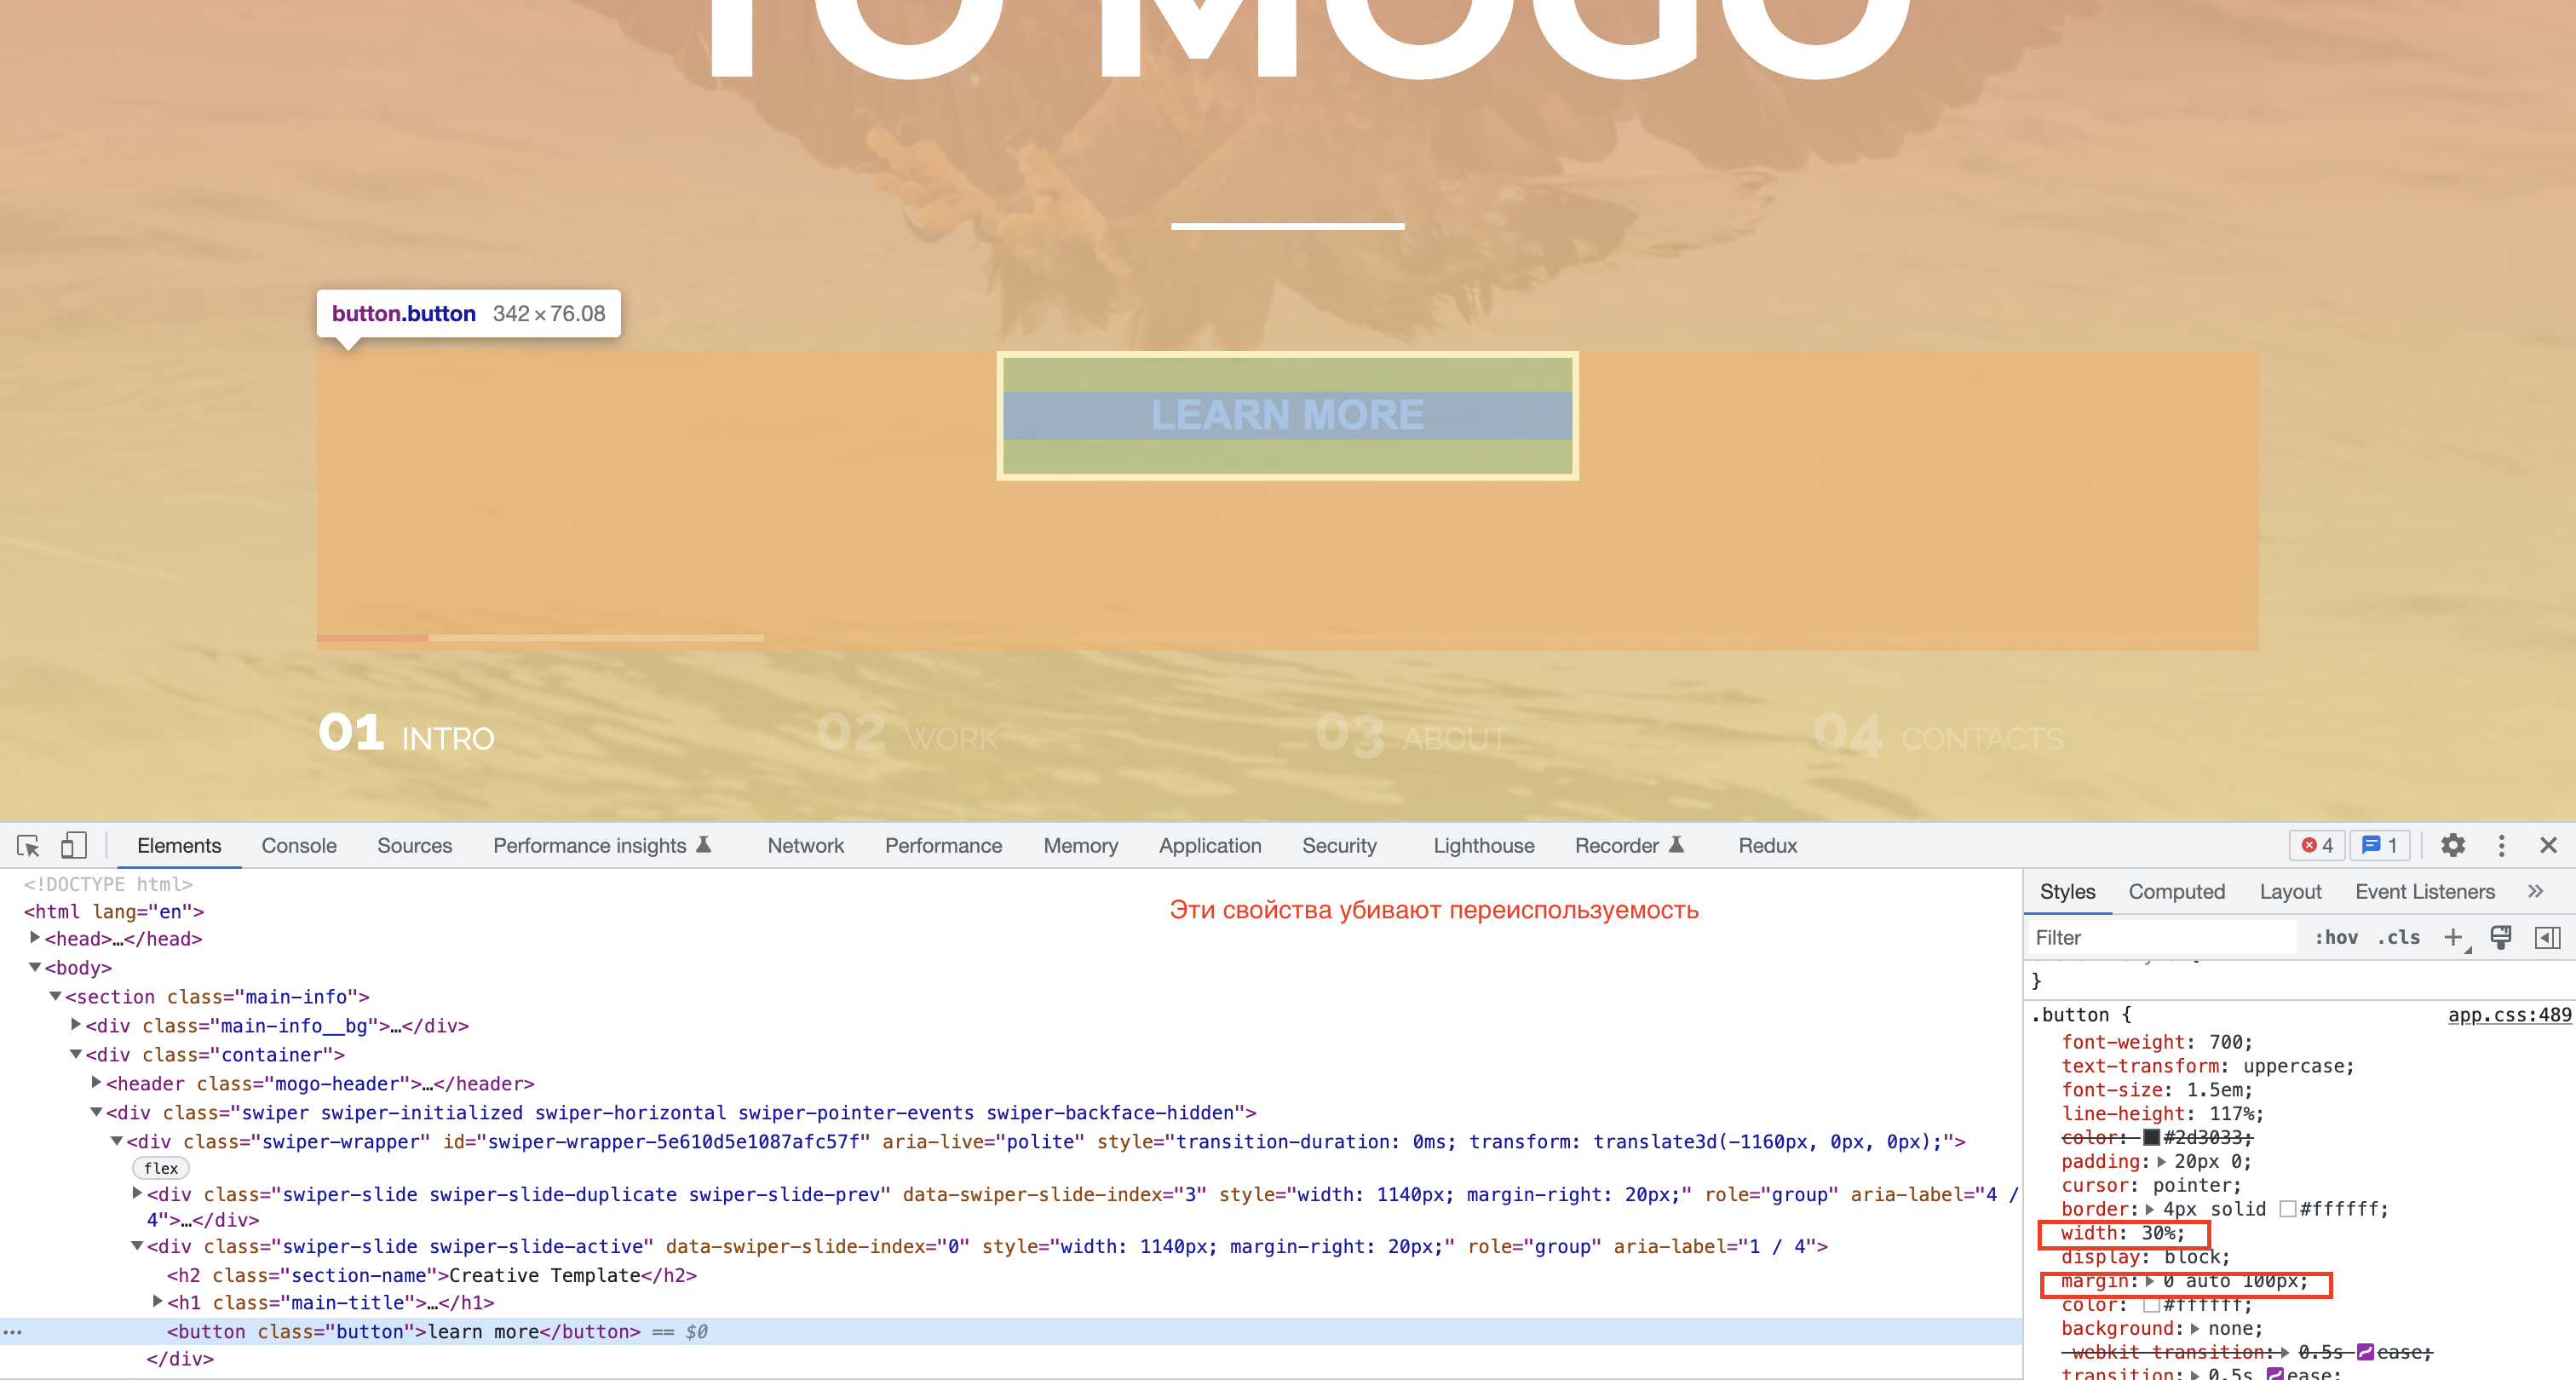 TO MOGO
button.button 342 × 76.08
LEARN MORE
01 INTRO
02 WORK
03 ABOUT
04 CONTACTS
Elements Console Sources Performance insights Network Performance Memory Application Security Lighthouse Recorder Redux 4 1
<!DOCTYPE html>
<html lang="en">
<head>…</head>
<body>
<section class="main-info">
<div class="main-info__bg">…</div>
<div class="container">
<header class="mogo-header">…</header>
<div class="swiper swiper-initialized swiper-horizontal swiper-pointer-events swiper-backface-hidden">
<div class="swiper-wrapper" id="swiper-wrapper-5e610d5e1087afc57f" aria-live="polite" style="transition-duration: 0ms; transform: translate3d(-1160px, 0px, 0px);">
flex
<div class="swiper-slide swiper-slide-duplicate swiper-slide-prev" data-swiper-slide-index="3" style="width: 1140px; margin-right: 20px;" role="group" aria-label="4 /
4">…</div>
<div class="swiper-slide swiper-slide-active" data-swiper-slide-index="0" style="width: 1140px; margin-right: 20px;" role="group" aria-label="1 / 4">
<h2 class="section-name">Creative Template</h2>
<h1 class="main-title">…</h1>
… <button class="button">learn more</button> == $0
</div>
Эти свойства убивают переиспользуемость
Styles Computed Layout Event Listeners »
Filter :hov .cls +
}
.button { app.css:489
font-weight: 700;
text-transform: uppercase;
font-size: 1.5em;
line-height: 117%;
color: #2d3033;
padding: 20px 0;
cursor: pointer;
border: 4px solid #ffffff;
width: 30%;
display: block;
margin: 0 auto 100px;
color: #ffffff;
background: none;
-webkit-transition: 0.5s ease;
transition: 0.5s ease;